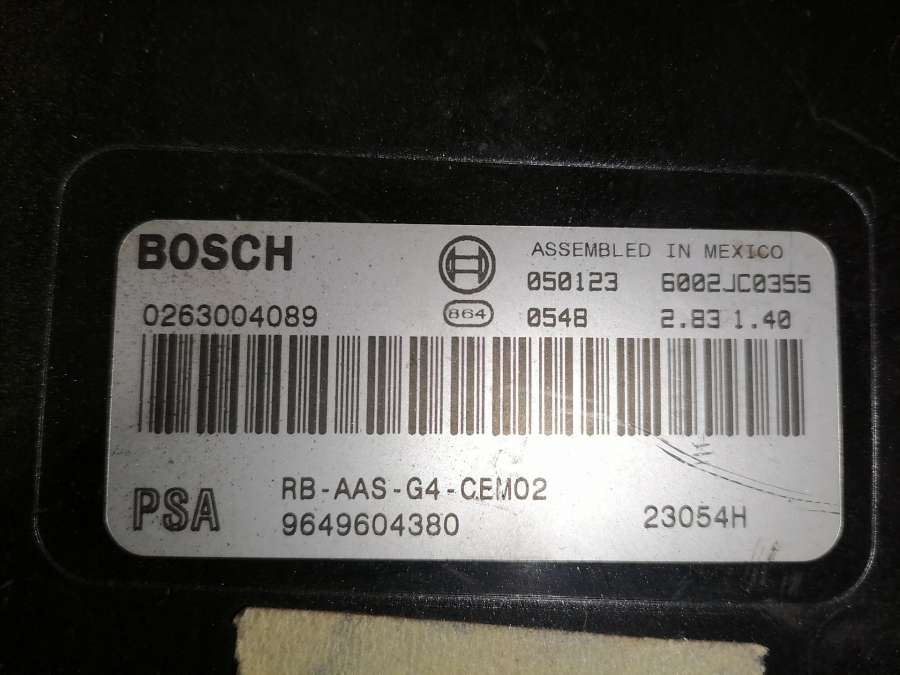 BOSCH
ASSEMBLED IN MEXICO
050123 6002JC0355
0263004089
864
0548 2.83 1.40
RB-AAS-G4-CEM02
PSA
9649604380
23054H